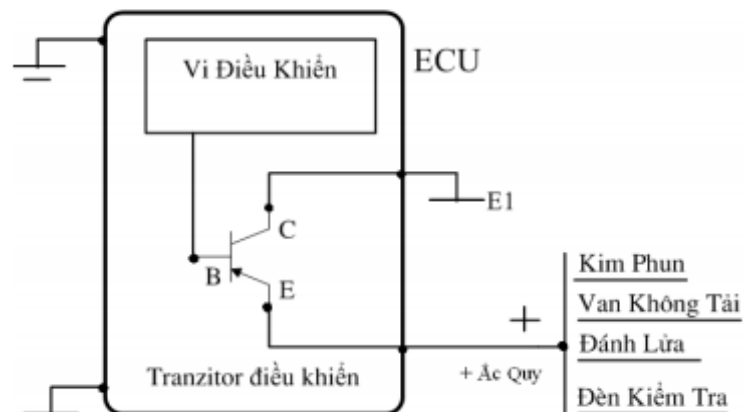 Vi Điều Khiển
ECU
E1
C
B
E
Kim Phun
Van Không Tải
+
Đánh Lửa
Tranzitor điều khiển
+ Ắc Quy
Đèn Kiểm Tra